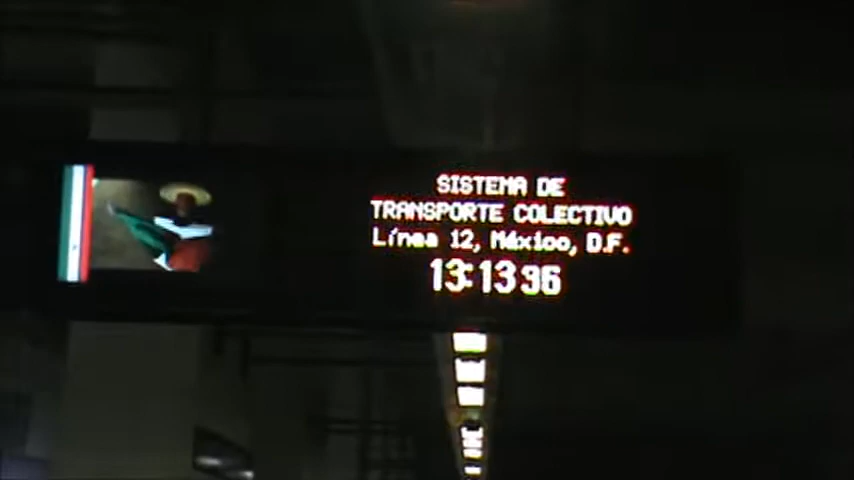 SISTEMA DE
TRANSPORTE COLECTIVO
Línea 12, México, D.F.
13:13 36